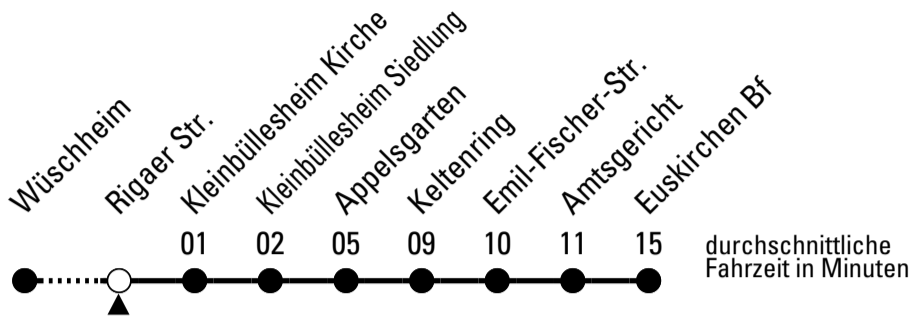 Wüschheim
Rigaer Str.
Kleinbüllesheim Kirche
Kleinbüllesheim Siedlung
Appelsgarten
Keltenring
Emil-Fischer-Str.
Amtsgericht
Euskirchen Bf
01 02 05 09 10 11 15
durchschnittliche
Fahrzeit in Minuten